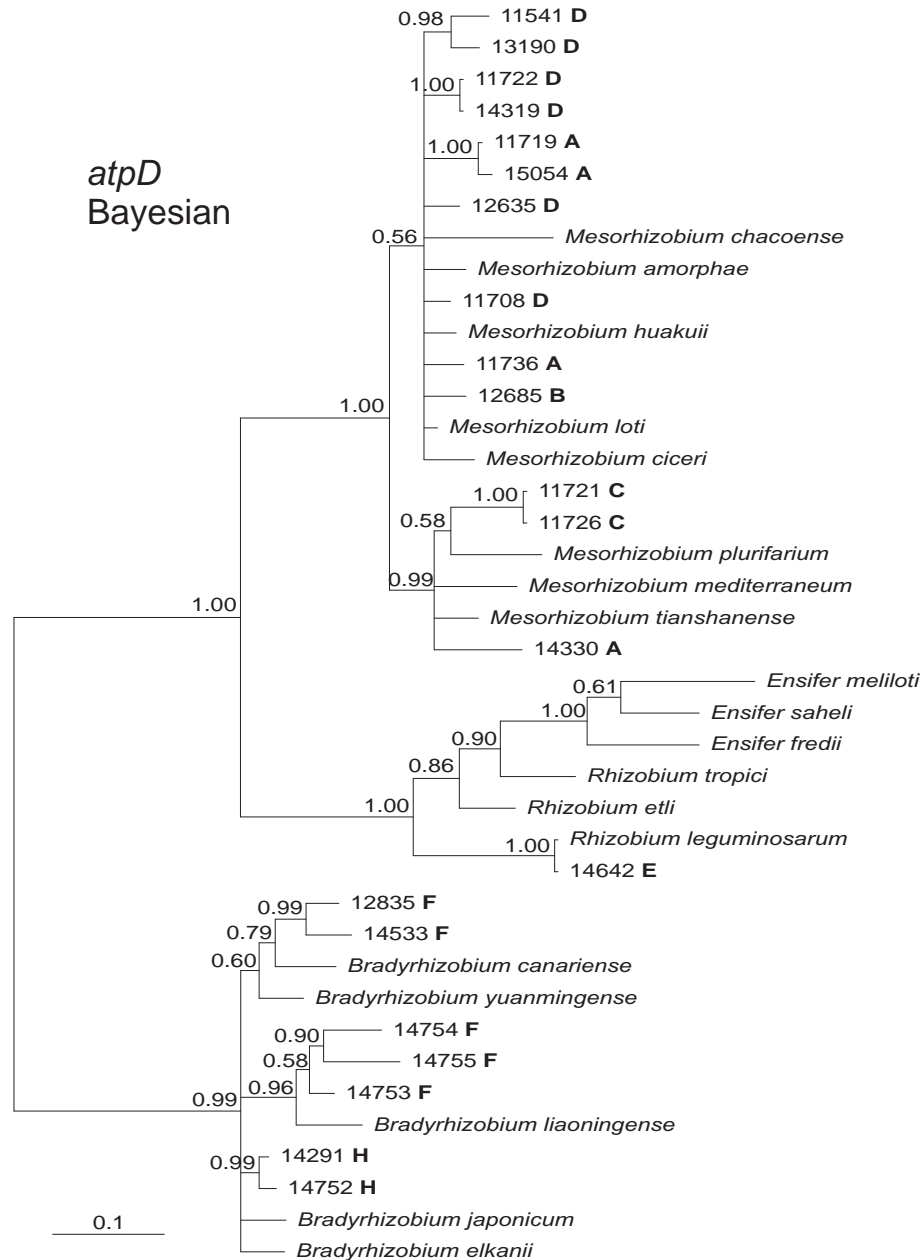 0.98
11541 D
13190 D
11722 D
1.00
14319 D
11719 A
1.00
15054 A
atpD
Bayesian
12635 D
0.56
Mesorhizobium chacoense
Mesorhizobium amorphae
11708 D
Mesorhizobium huakuii
11736 A
12685 B
1.00
Mesorhizobium loti
Mesorhizobium ciceri
11721 C
1.00
11726 C
0.58
Mesorhizobium plurifarium
0.99
Mesorhizobium mediterraneum
1.00
Mesorhizobium tianshanense
14330 A
Ensifer meliloti
0.61
Ensifer saheli
1.00
Ensifer fredii
0.90
Rhizobium tropici
0.86
Rhizobium etli
1.00
Rhizobium leguminosarum
1.00
14642 E
12835 F
0.99
14533 F
0.79
Bradyrhizobium canariense
0.60
Bradyrhizobium yuanmingense
14754 F
0.90
14755 F
0.58
14753 F
0.96
0.99
Bradyrhizobium liaoningense
14291 H
0.99
14752 H
Bradyrhizobium japonicum
0.1
Bradyrhizobium elkanii